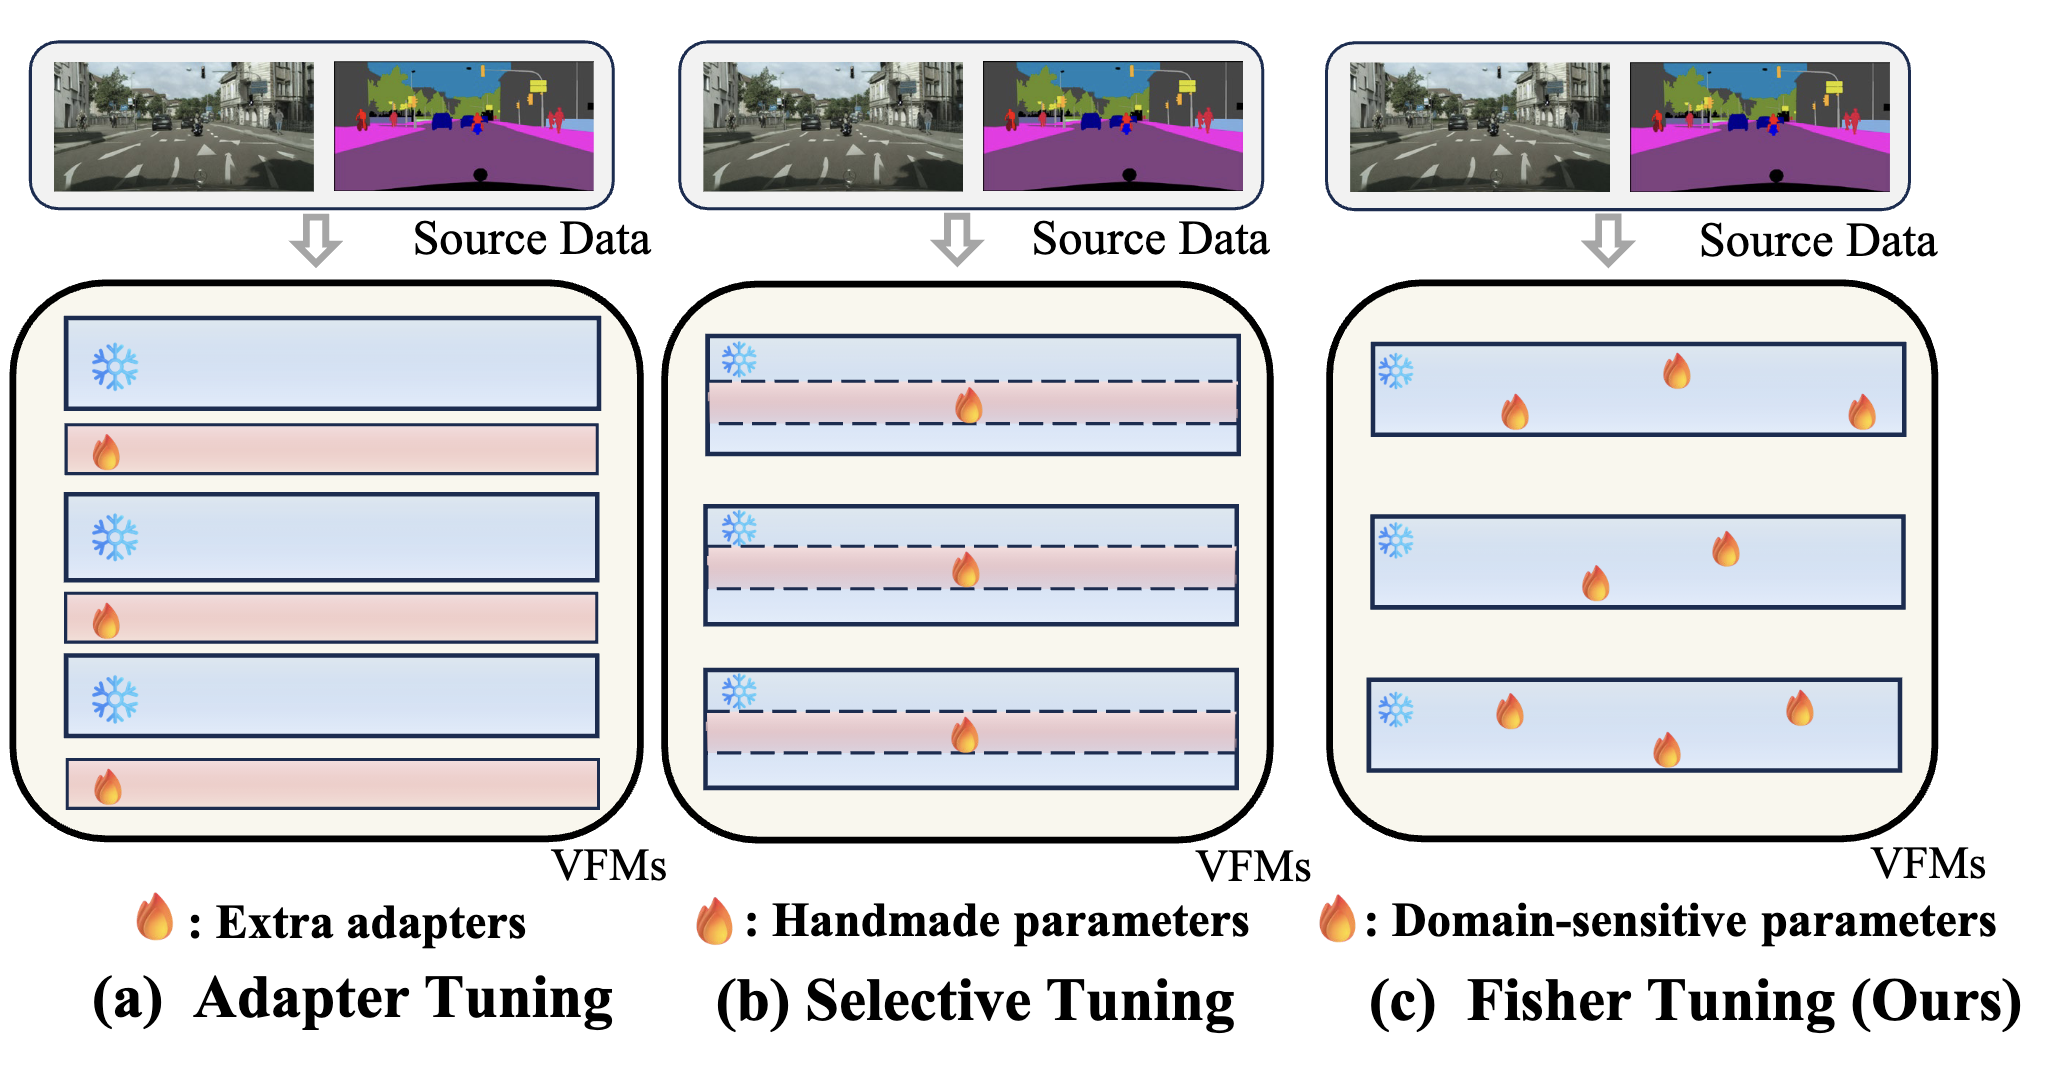 Source Data
Source Data
Source Data
VFMs
VFMs
VFMs
: Extra adapters
: Handmade parameters
: Domain-sensitive parameters
(a) Adapter Tuning
(b) Selective Tuning
(c) Fisher Tuning (Ours)